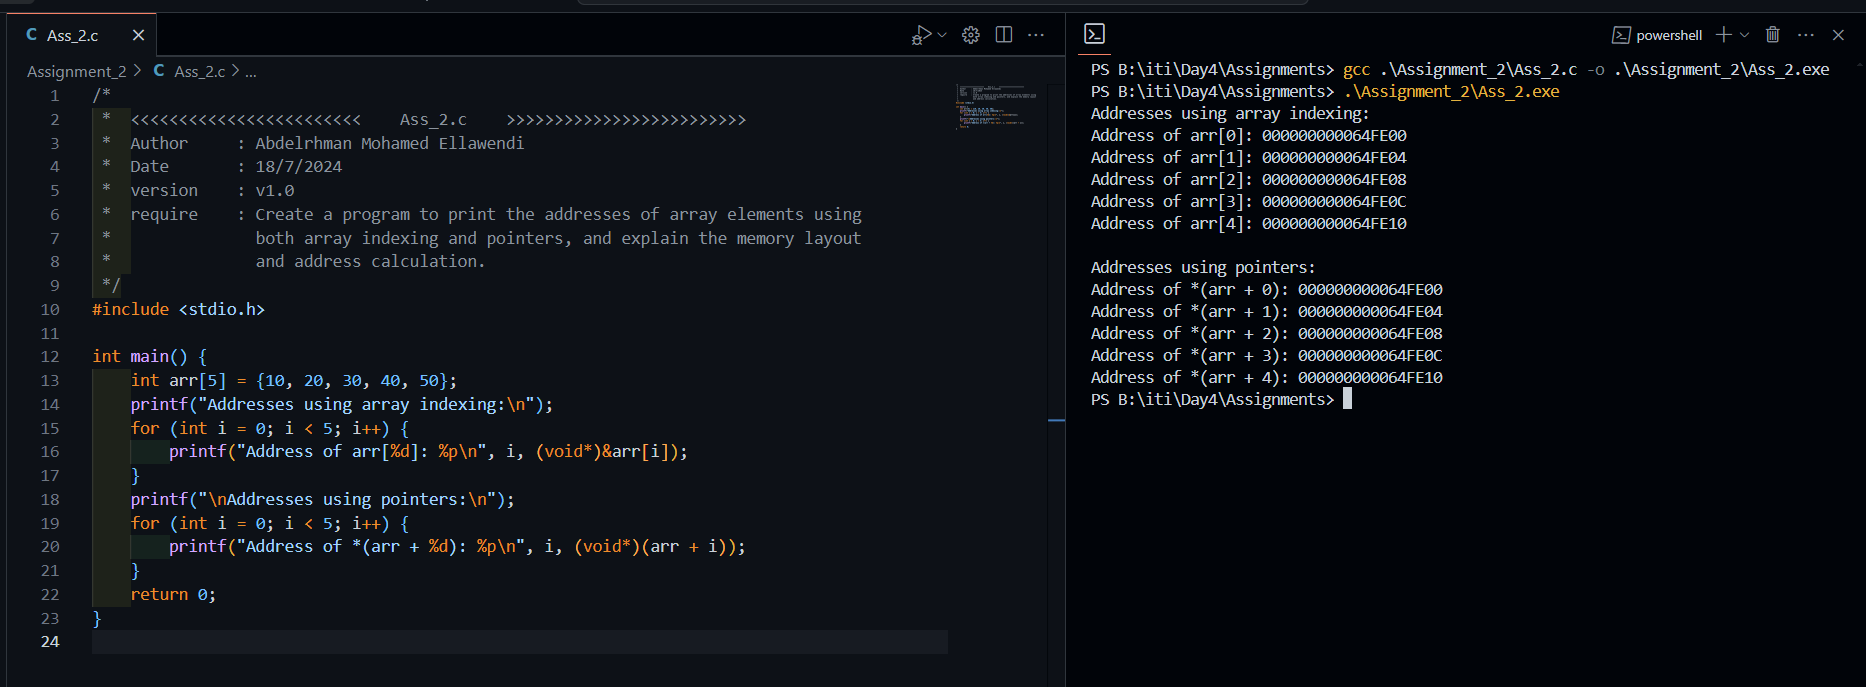 C Ass_2.c
Assignment_2 > C Ass_2.c > ...
1 /*
2  *  <<<<<<<<<<<<<<<<<<<<<<<<    Ass_2.c    >>>>>>>>>>>>>>>>>>>>>>>>>
3  *  Author     : Abdelrhman Mohamed Ellawendi
4  *  Date       : 18/7/2024
5  *  version    : v1.0
6  *  require    : Create a program to print the addresses of array elements using
7  *               both array indexing and pointers, and explain the memory layout
8  *               and address calculation.
9  */
10 #include <stdio.h>
11
12 int main() {
13     int arr[5] = {10, 20, 30, 40, 50};
14     printf("Addresses using array indexing:\n");
15     for (int i = 0; i < 5; i++) {
16         printf("Address of arr[%d]: %p\n", i, (void*)&arr[i]);
17     }
18     printf("\nAddresses using pointers:\n");
19     for (int i = 0; i < 5; i++) {
20         printf("Address of *(arr + %d): %p\n", i, (void*)(arr + i));
21     }
22     return 0;
23 }
24
powershell
PS B:\iti\Day4\Assignments> gcc .\Assignment_2\Ass_2.c -o .\Assignment_2\Ass_2.exe
PS B:\iti\Day4\Assignments> .\Assignment_2\Ass_2.exe
Addresses using array indexing:
Address of arr[0]: 000000000064FE00
Address of arr[1]: 000000000064FE04
Address of arr[2]: 000000000064FE08
Address of arr[3]: 000000000064FE0C
Address of arr[4]: 000000000064FE10

Addresses using pointers:
Address of *(arr + 0): 000000000064FE00
Address of *(arr + 1): 000000000064FE04
Address of *(arr + 2): 000000000064FE08
Address of *(arr + 3): 000000000064FE0C
Address of *(arr + 4): 000000000064FE10
PS B:\iti\Day4\Assignments>